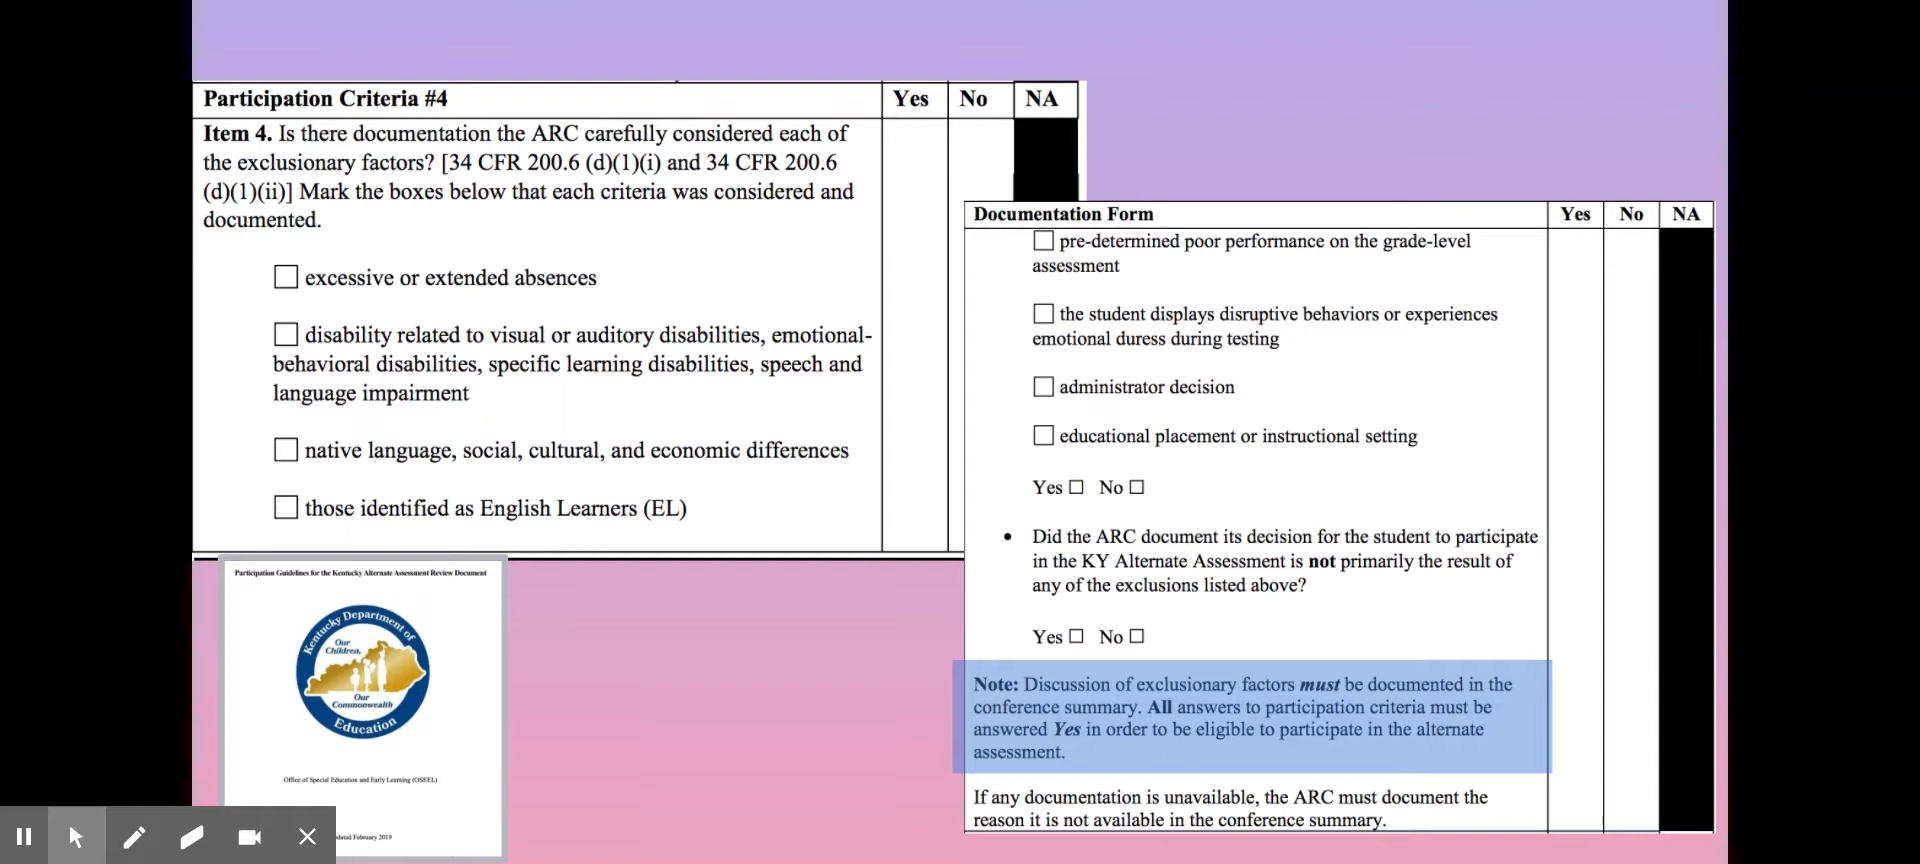 Participation Criteria #4 Yes No NA
Item 4. Is there documentation the ARC carefully considered each of
the exclusionary factors? [34 CFR 200.6 (d)(1)(i) and 34 CFR 200.6
(d)(1)(ii)] Mark the boxes below that each criteria was considered and
documented.
excessive or extended absences
disability related to visual or auditory disabilities, emotional-
behavioral disabilities, specific learning disabilities, speech and
language impairment
native language, social, cultural, and economic differences
those identified as English Learners (EL)
Documentation Form Yes No NA
pre-determined poor performance on the grade-level
assessment
the student displays disruptive behaviors or experiences
emotional duress during testing
administrator decision
educational placement or instructional setting
Yes ☐ No ☐
• Did the ARC document its decision for the student to participate
in the KY Alternate Assessment is not primarily the result of
any of the exclusions listed above?
Yes ☐ No ☐
Note: Discussion of exclusionary factors must be documented in the
conference summary. All answers to participation criteria must be
answered Yes in order to be eligible to participate in the alternate
assessment.
If any documentation is unavailable, the ARC must document the
reason it is not available in the conference summary.
Participation Guidelines for the Kentucky Alternate Assessment Review Document
Kentucky Department of
Our
Children,
Our
Commonwealth
Education
Office of Special Education and Early Learning (OSEEL)
February 2019